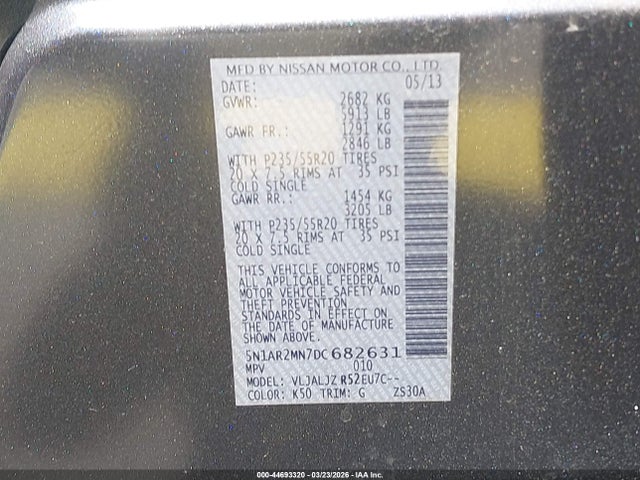 MFD BY NISSAN MOTOR CO., LTD.
DATE: 05/13
GVWR: 2682 KG
5913 LB
GAWR FR.: 1291 KG
2846 LB
WITH P235/55R20 TIRES
20 X 7.5 RIMS AT 35 PSI
COLD SINGLE
GAWR RR.: 1454 KG
3205 LB
WITH P235/55R20 TIRES
20 X 7.5 RIMS AT 35 PSI
COLD SINGLE
THIS VEHICLE CONFORMS TO
ALL APPLICABLE FEDERAL
MOTOR VEHICLE SAFETY AND
THEFT PREVENTION
STANDARDS IN EFFECT ON
THE DATE OF MANUFACTURE
SHOWN ABOVE.
5N1AR2MN7DC682631
MPV 010
MODEL: VLJALJZ R52EU7C--
COLOR: K50 TRIM: G ZS30A
000-44693320 - 03/23/2026 - IAA Inc.